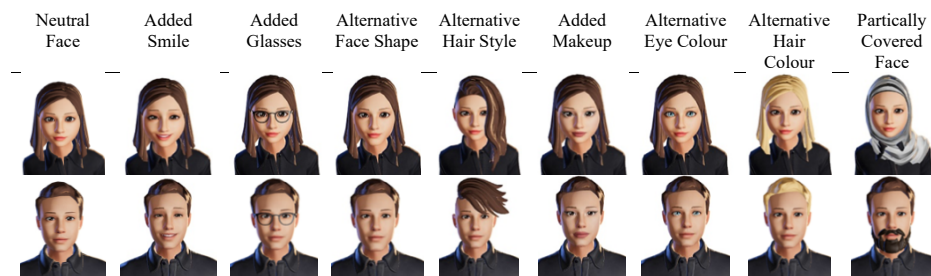 Neutral
Face
Added
Smile
Added
Glasses
Alternative
Face Shape
Alternative
Hair Style
Added
Makeup
Alternative
Eye Colour
Alternative
Hair
Colour
Partically
Covered
Face